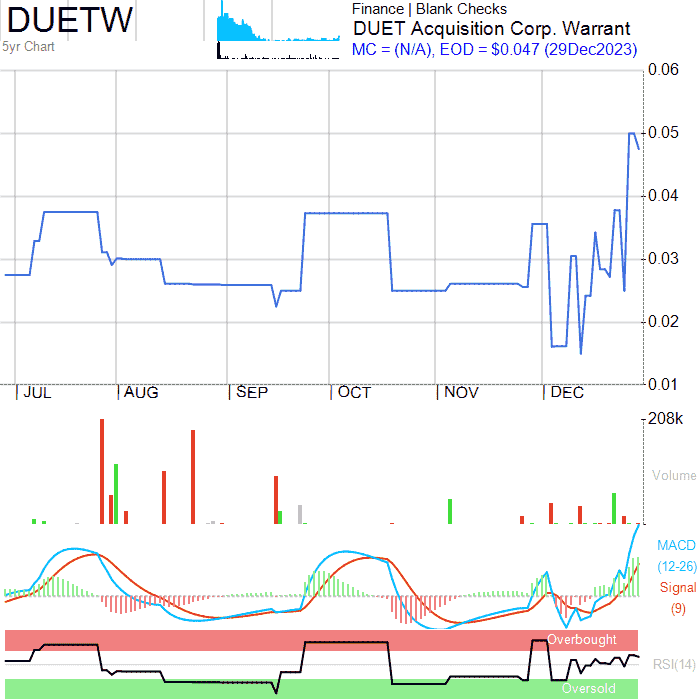 DUETW
5yr Chart
Finance | Blank Checks
DUET Acquisition Corp. Warrant
MC = (N/A), EOD = $0.047 (29Dec2023)
0.06
0.05
0.04
0.03
0.02
0.01
JUL AUG SEP OCT NOV DEC
208k
Volume
MACD
(12-26)
Signal
(9)
Overbought
RSI(14)
Oversold